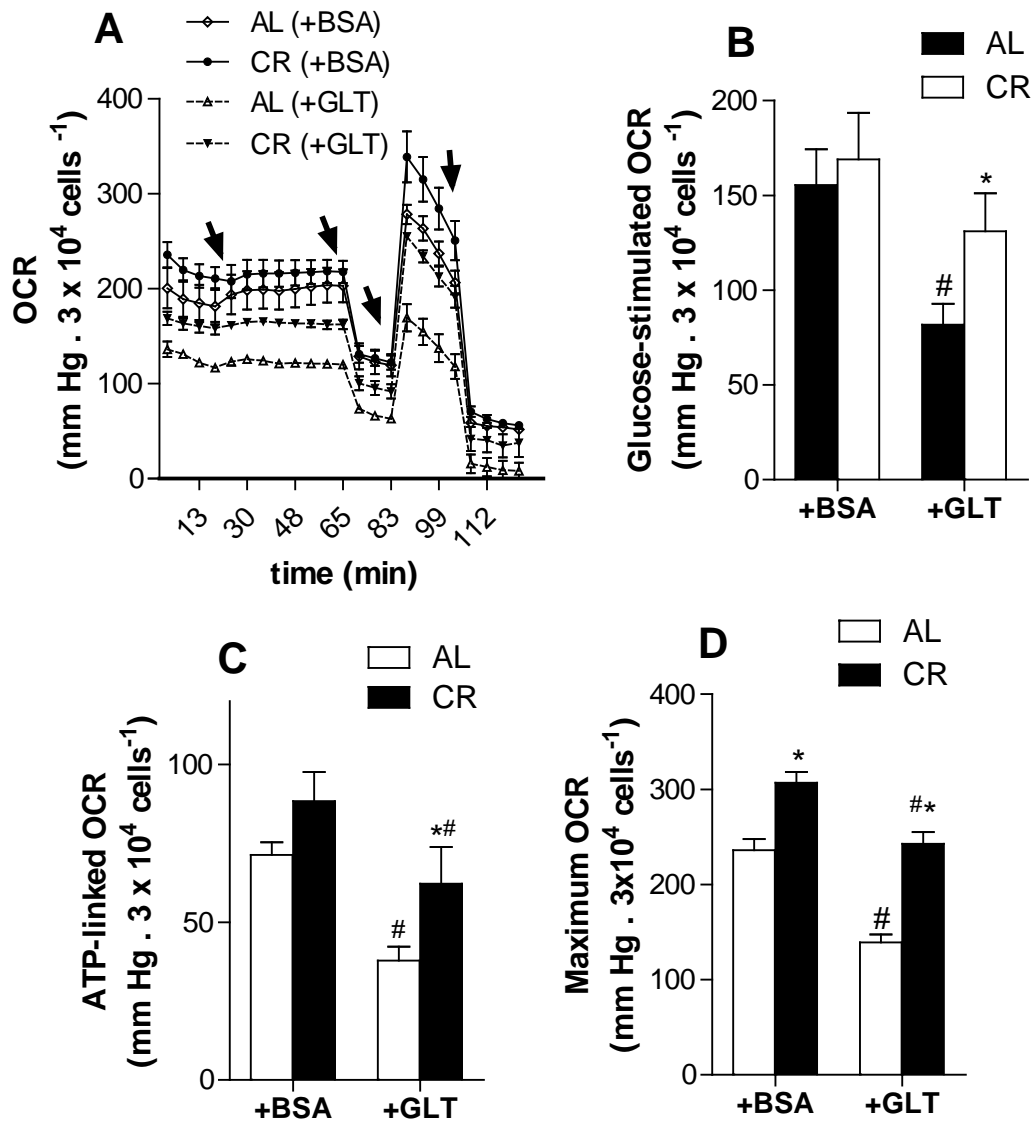 A
AL (+BSA)
CR (+BSA)
AL (+GLT)
CR (+GLT)
OCR
(mm Hg . 3 x 10⁴ cells ⁻¹)
400
300
200
100
0
13
30
48
65
83
99
112
time (min)
B
AL
CR
Glucose-stimulated OCR
(mm Hg . 3 x 10⁴ cells⁻¹)
200
150
100
50
0
#
*
+BSA
+GLT
C
AL
CR
ATP-linked OCR
(mm Hg . 3 x 10⁴ cells⁻¹)
100
50
0
#
*#
+BSA
+GLT
D
AL
CR
Maximum OCR
(mm Hg . 3x10⁴ cells⁻¹)
400
300
200
100
0
*
#
#*
+BSA
+GLT